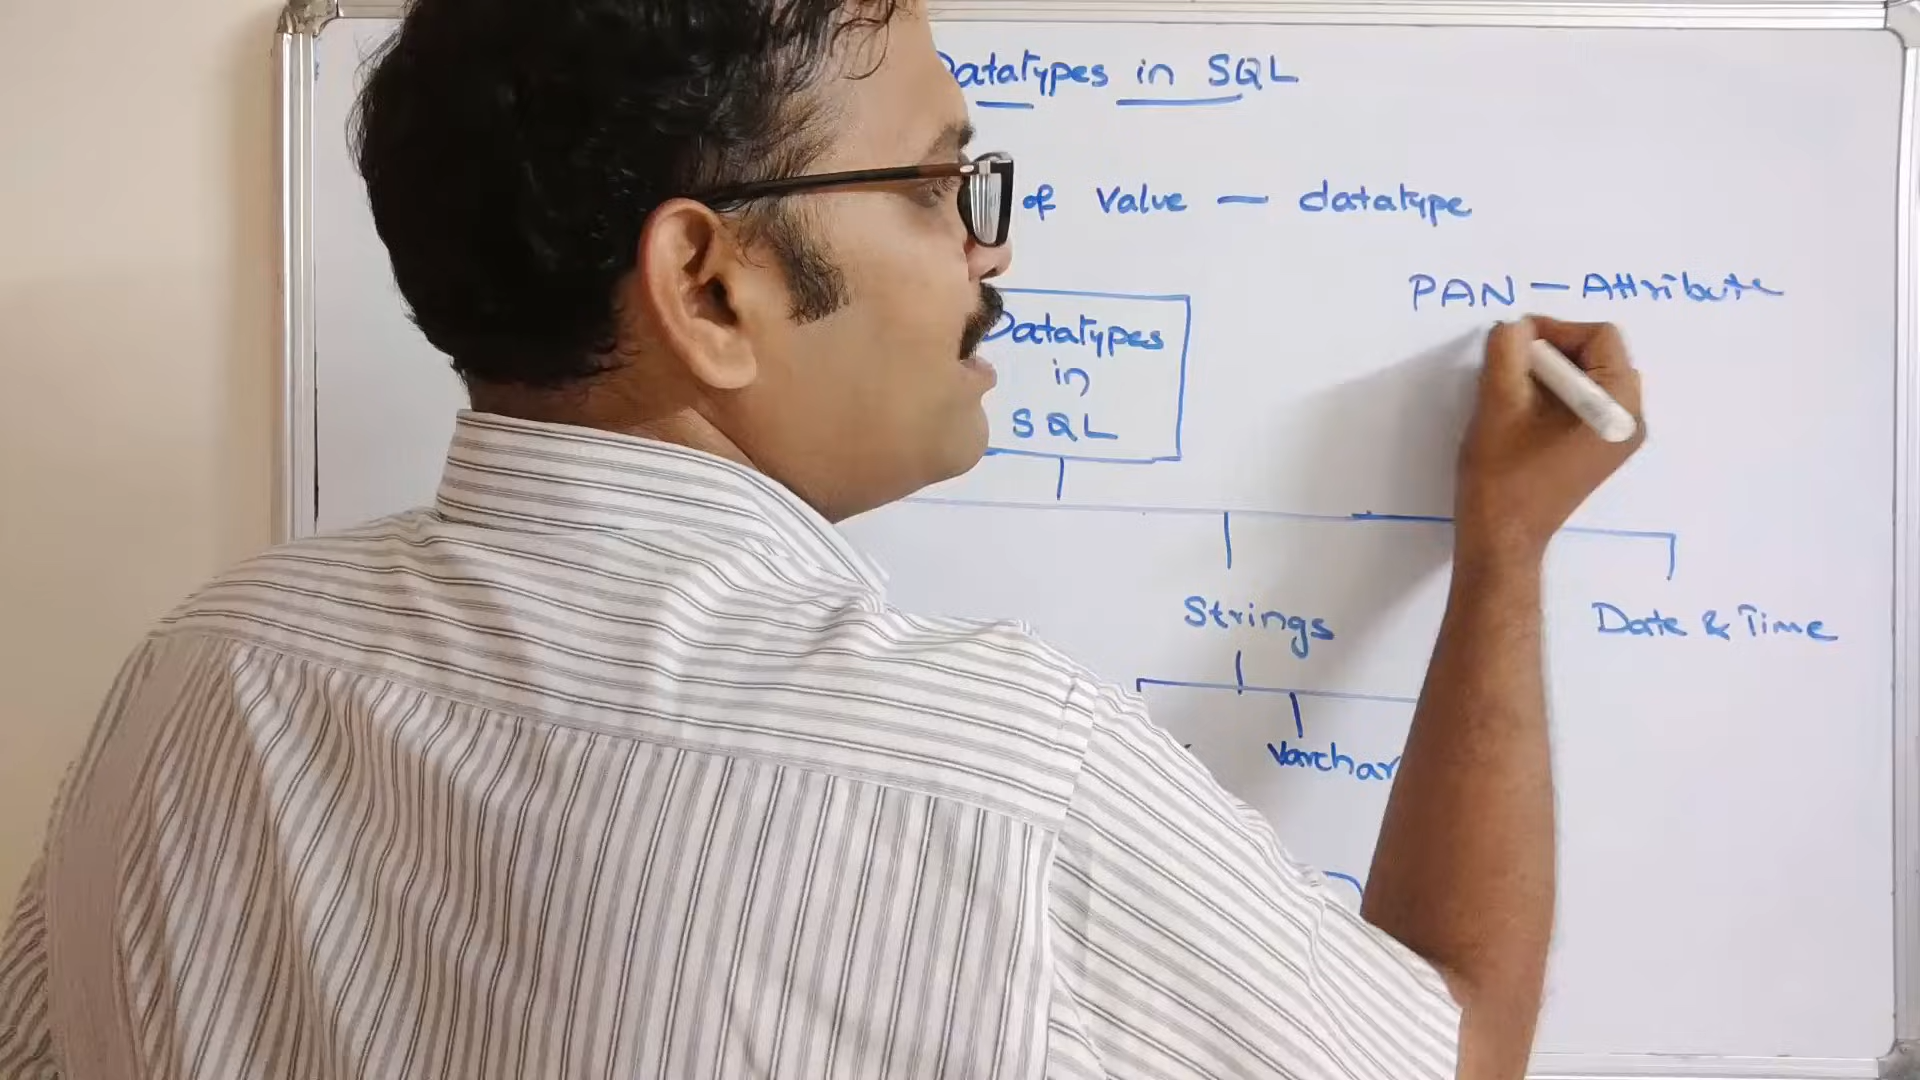 Datatypes in SQL
of Value — datatype
PAN — Attribute
Datatypes
in
SQL
Strings
Date & Time
Varchar